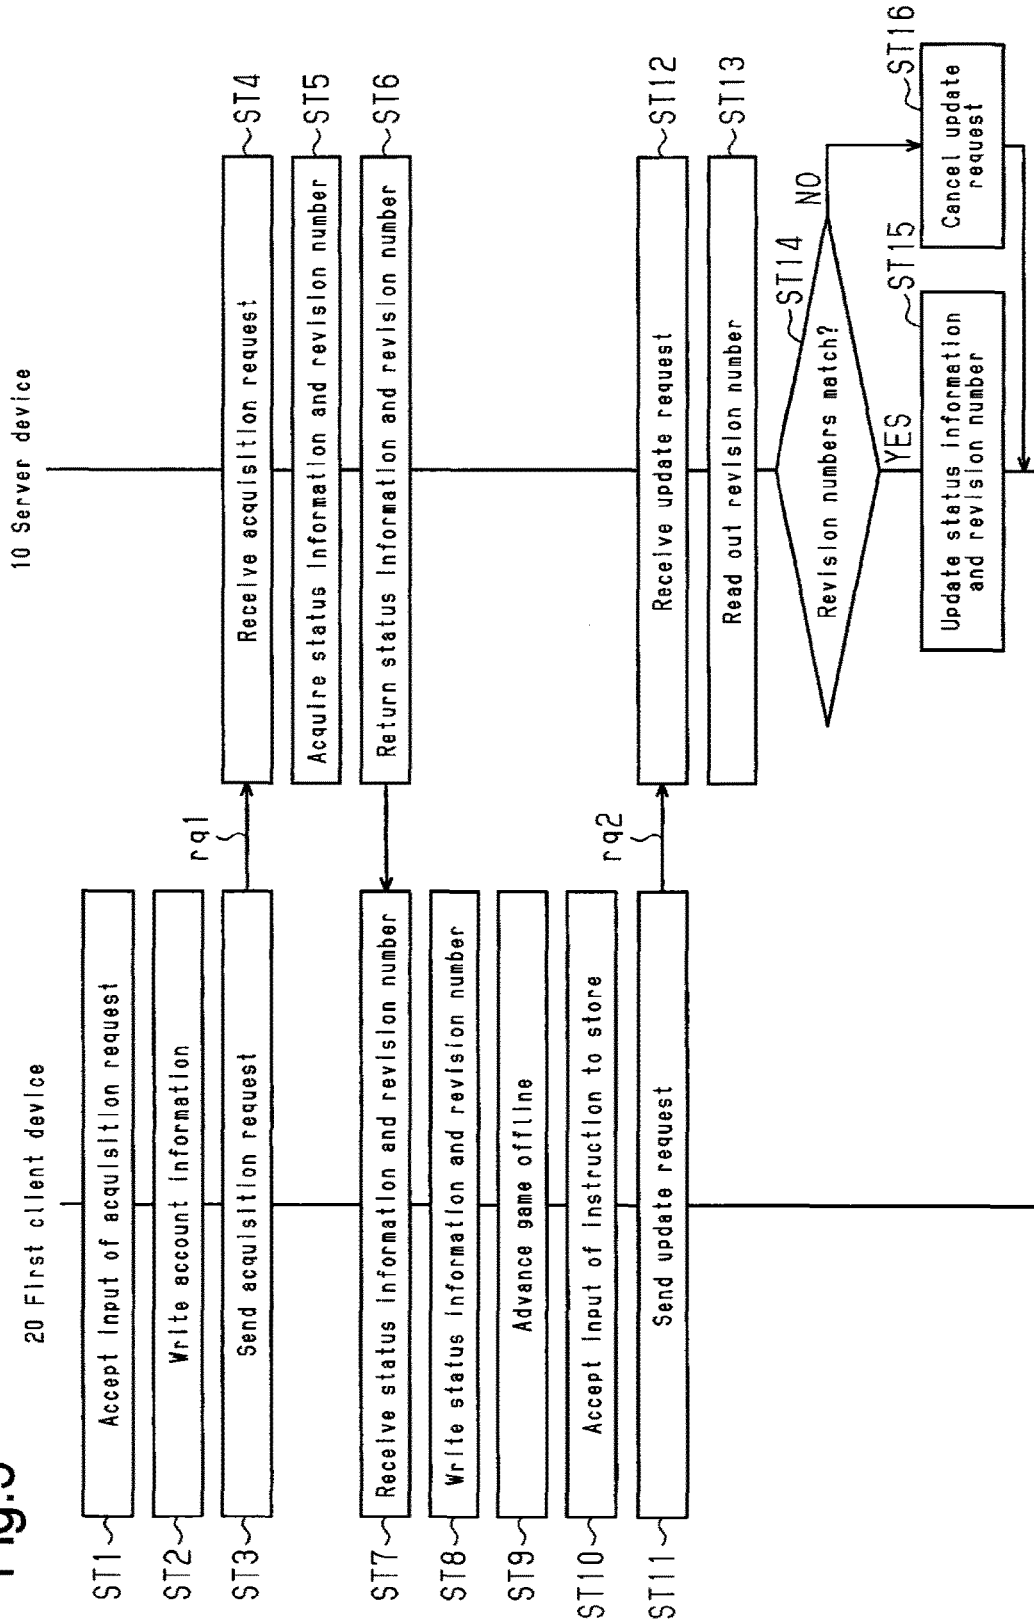 20 First client device
10 Server device
ST1
Accept input of acquisition request
ST2
Write account information
ST3
Send acquisition request
rq1
Receive acquisition request
ST4
Acquire status information and revision number
ST5
Return status information and revision number
ST6
ST7
Receive status information and revision number
ST8
Write status information and revision number
ST9
Advance game offline
ST10
Accept input of instruction to store
ST11
Send update request
rq2
Receive update request
ST12
Read out revision number
ST13
Revision numbers match?
ST14
NO
YES
Update status information
and revision number
ST15
Cancel update
request
ST16